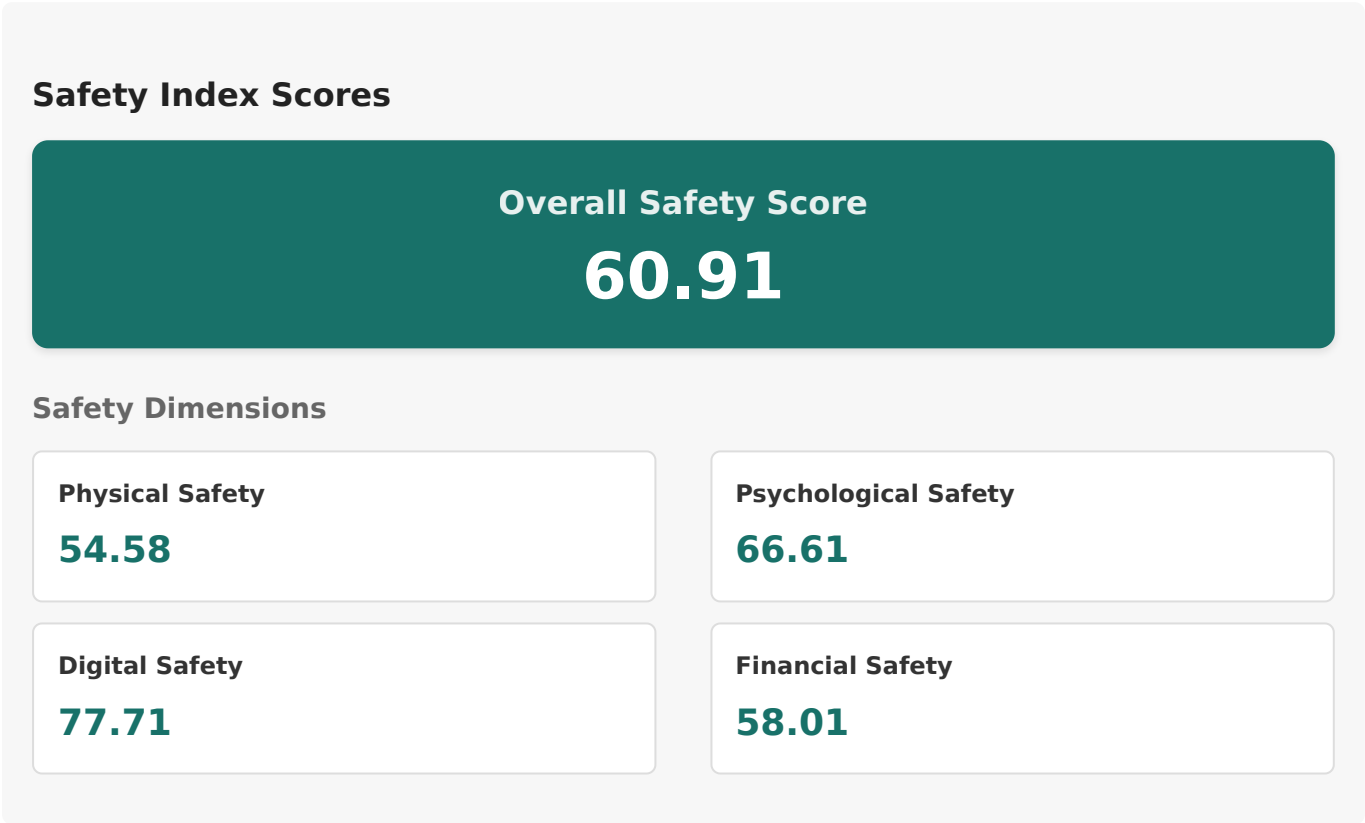 Safety Index Scores
Overall Safety Score
60.91
Safety Dimensions
Physical Safety
54.58
Psychological Safety
66.61
Digital Safety
77.71
Financial Safety
58.01